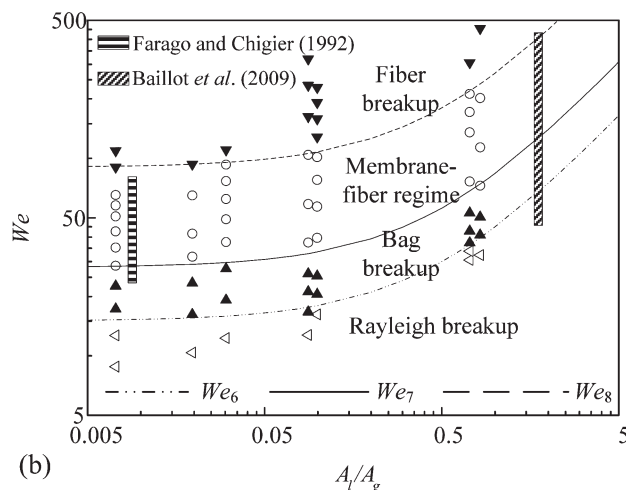 500
Farago and Chigier (1992)
Baillot et al. (2009)
Fiber
breakup
Membrane-
fiber regime
We
50
Bag
breakup
Rayleigh breakup
We6
We7
We8
5
0.005
0.05
0.5
5
(b)
Al/Ag